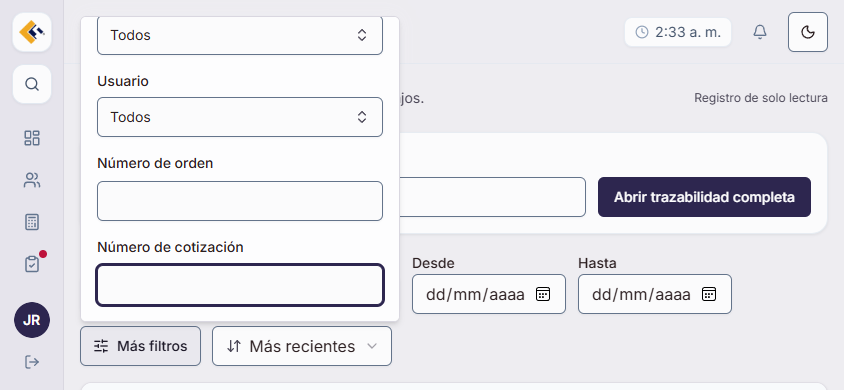 Todos
2:33 a. m.
Usuario
jos.
Registro de solo lectura
Todos
Número de orden
Abrir trazabilidad completa
Número de cotización
Desde
Hasta
dd/mm/aaaa
dd/mm/aaaa
JR
Más filtros
Más recientes